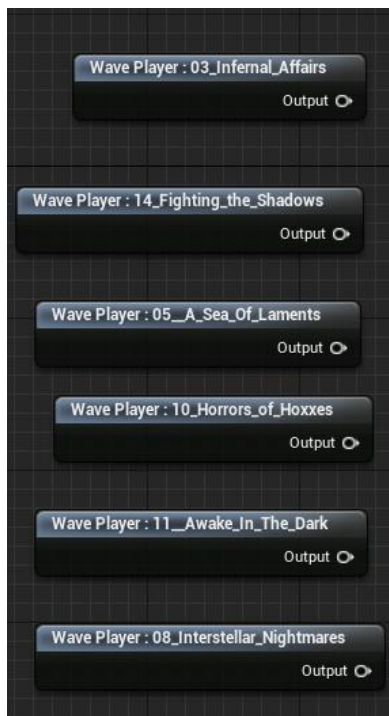 Wave Player : 03_Infernal_Affairs
Output
Wave Player : 14_Fighting_the_Shadows
Output
Wave Player : 05__A_Sea_Of_Laments
Output
Wave Player : 10_Horrors_of_Hoxxes
Output
Wave Player : 11__Awake_In_The_Dark
Output
Wave Player : 08_Interstellar_Nightmares
Output